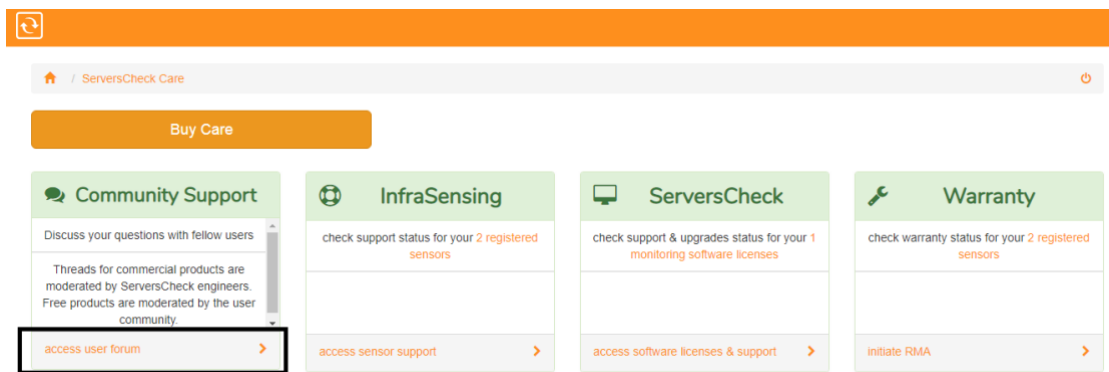 / ServersCheck Care
Buy Care
Community Support
Discuss your questions with fellow users
Threads for commercial products are
moderated by ServersCheck engineers.
Free products are moderated by the user
community.
access user forum
InfraSensing
check support status for your 2 registered
sensors
access sensor support
ServersCheck
check support & upgrades status for your 1
monitoring software licenses
access software licenses & support
Warranty
check warranty status for your 2 registered
sensors
initiate RMA